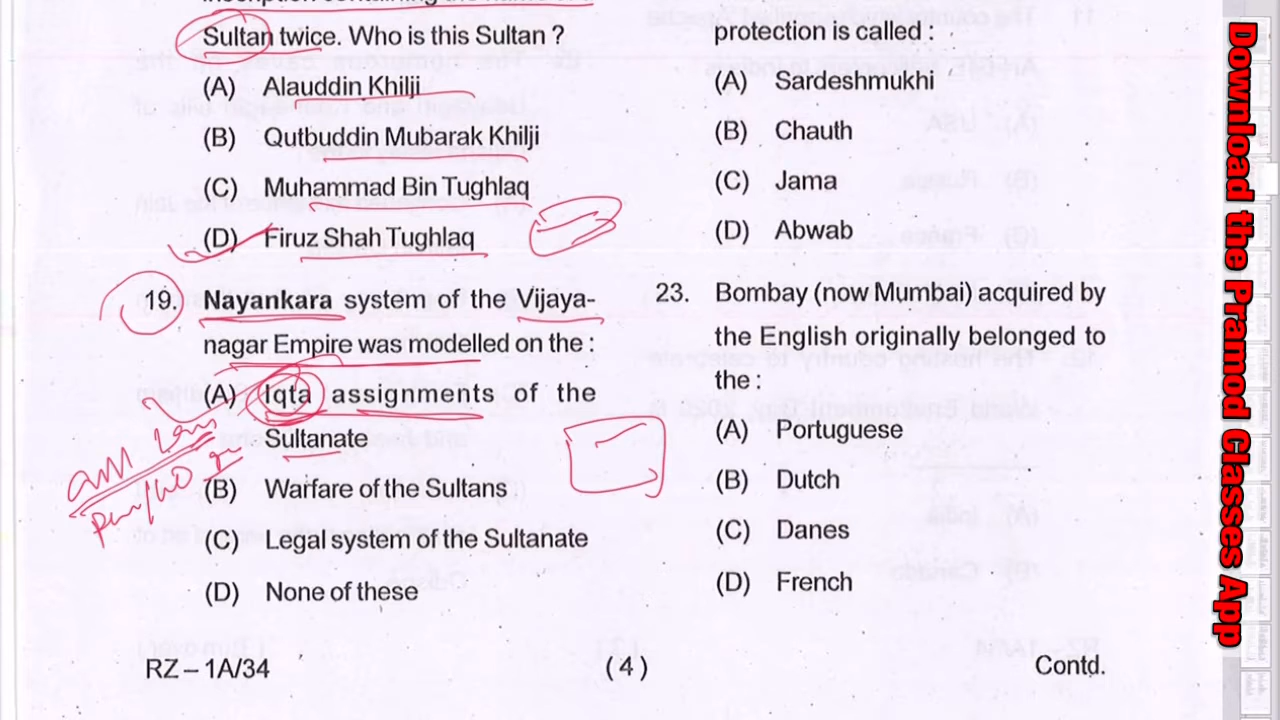 Sultan twice. Who is this Sultan ?
(A) Alauddin Khilji
(B) Qutbuddin Mubarak Khilji
(C) Muhammad Bin Tughlaq
(D) Firuz Shah Tughlaq
19. Nayankara system of the Vijaya-
nagar Empire was modelled on the :
(A) Iqta assignments of the
Sultanate
(B) Warfare of the Sultans
(C) Legal system of the Sultanate
(D) None of these
RZ – 1A/34
( 4 )
protection is called :
(A) Sardeshmukhi
(B) Chauth
(C) Jama
(D) Abwab
23. Bombay (now Mumbai) acquired by
the English originally belonged to
the :
(A) Portuguese
(B) Dutch
(C) Danes
(D) French
Contd.
Download the Pramod Classes App